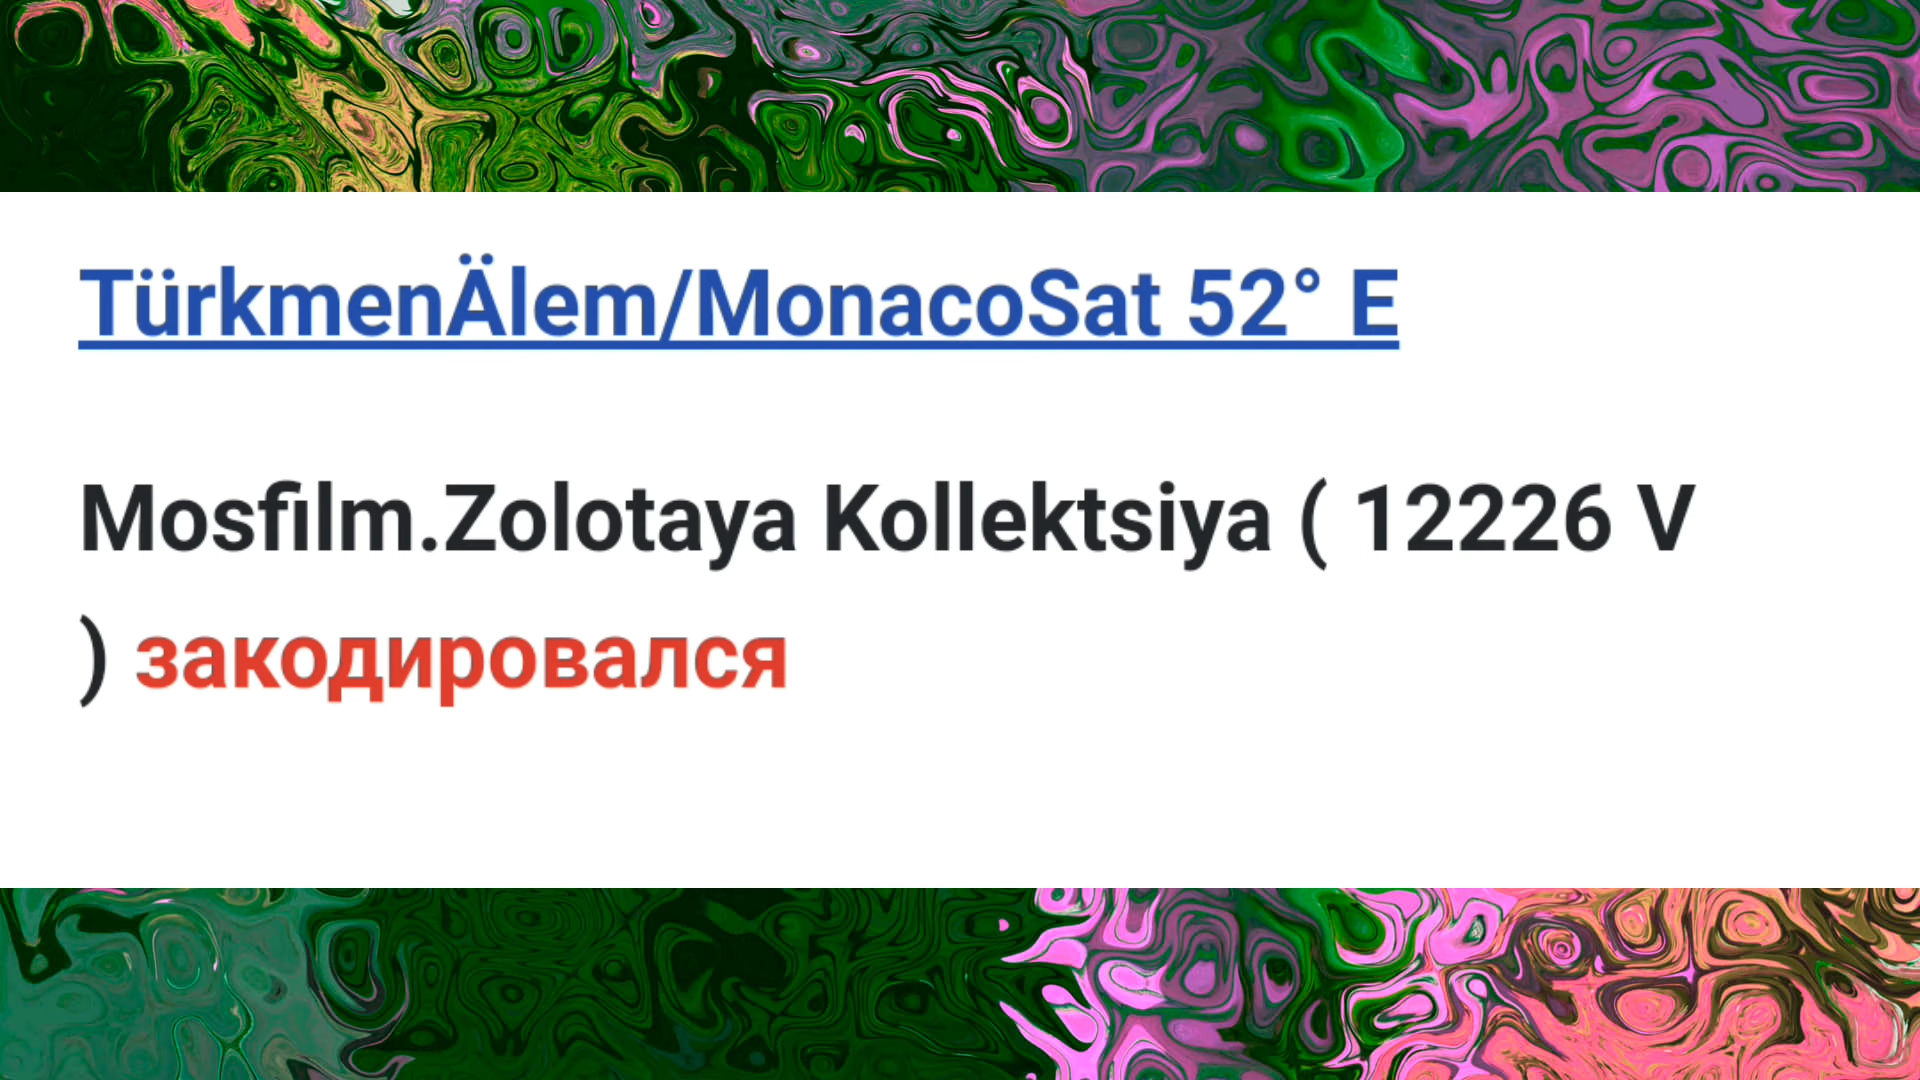 TürkmenÄlem/MonacoSat 52° E
Mosfilm.Zolotaya Kollektsiya ( 12226 V
) закодировался